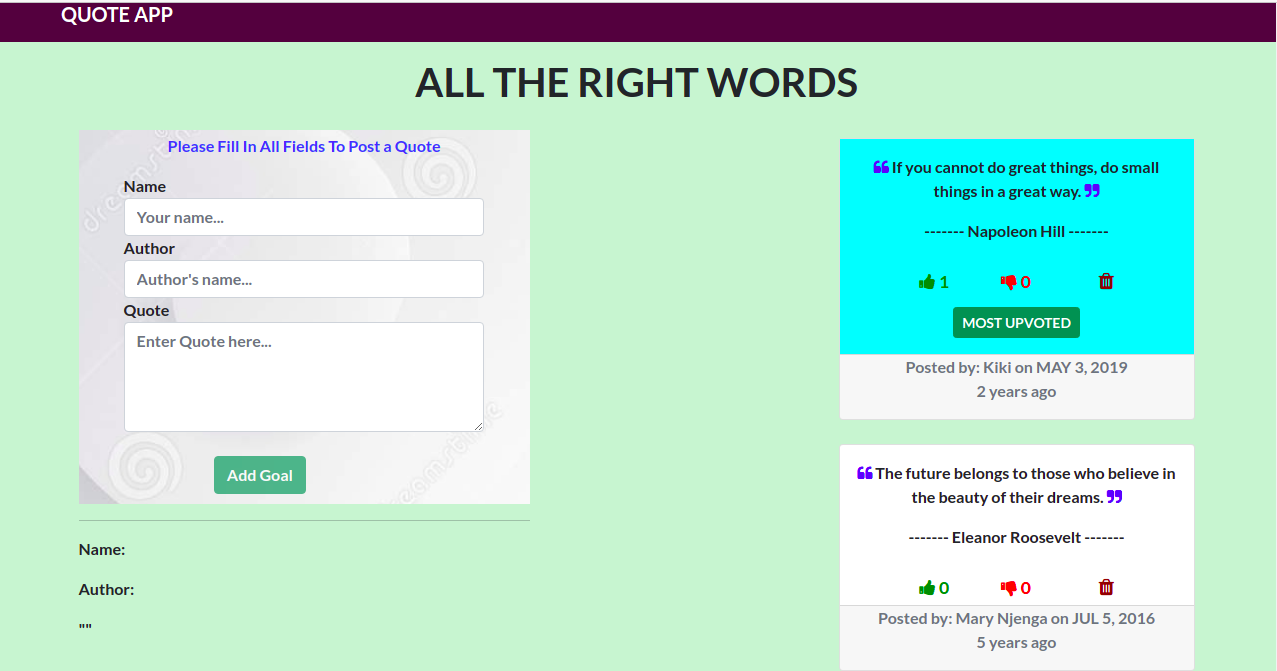 QUOTE APP
ALL THE RIGHT WORDS
Please Fill In All Fields To Post a Quote
Name
Your name...
Author
Author's name...
Quote
Enter Quote here...
Add Goal
Name:
Author:
""
❝ If you cannot do great things, do small
things in a great way. ❞
------- Napoleon Hill -------
1 0
MOST UPVOTED
Posted by: Kiki on MAY 3, 2019
2 years ago
❝ The future belongs to those who believe in
the beauty of their dreams. ❞
------- Eleanor Roosevelt -------
0 0
Posted by: Mary Njenga on JUL 5, 2016
5 years ago
dreamstime
dreamstime